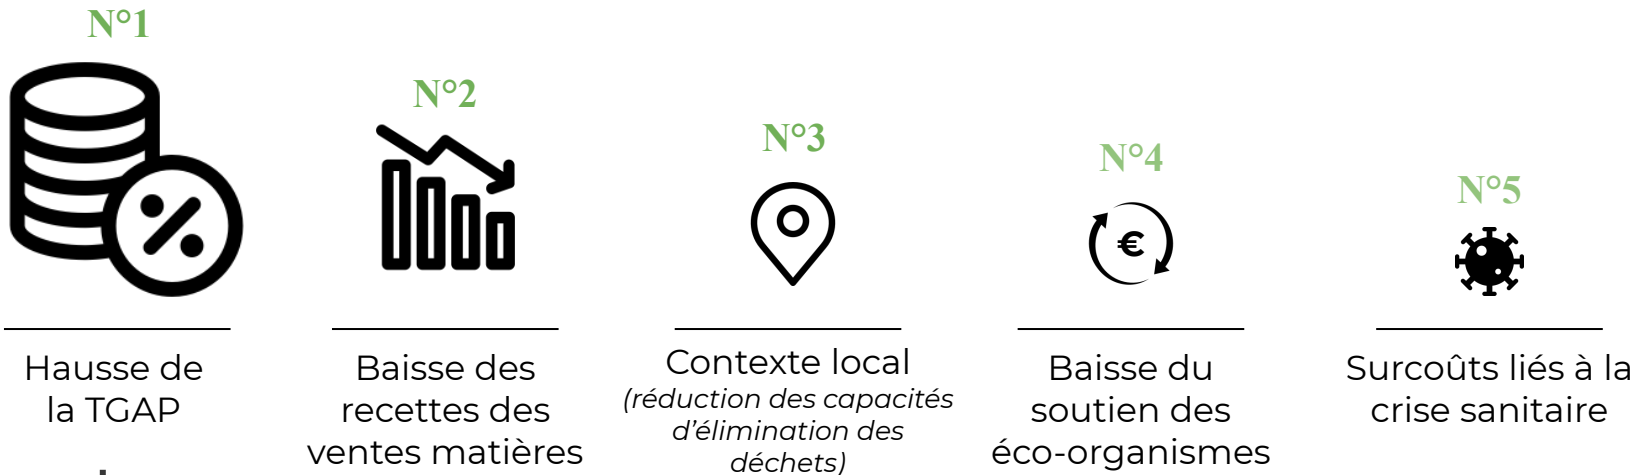 N°1
Hausse de
la TGAP
N°2
Baisse des
recettes des
ventes matières
N°3
Contexte local
(réduction des capacités
d'élimination des
déchets)
N°4
€
Baisse du
soutien des
éco-organismes
N°5
Surcoûts liés à la
crise sanitaire